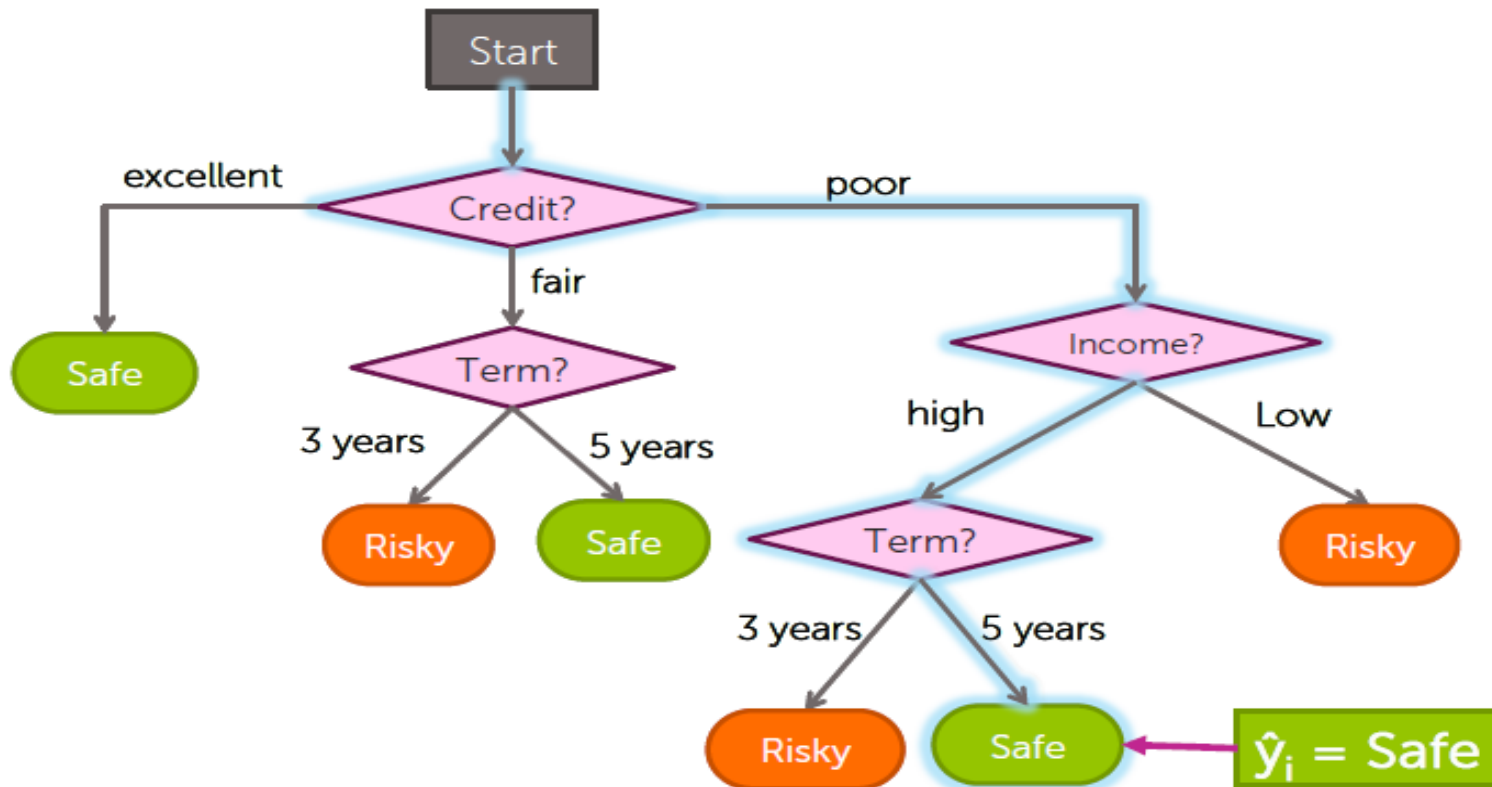 Start
excellent
poor
Credit?
fair
Safe
Term?
Income?
3 years
5 years
high
Low
Risky
Safe
Term?
Risky
3 years
5 years
Risky
Safe
ŷi = Safe